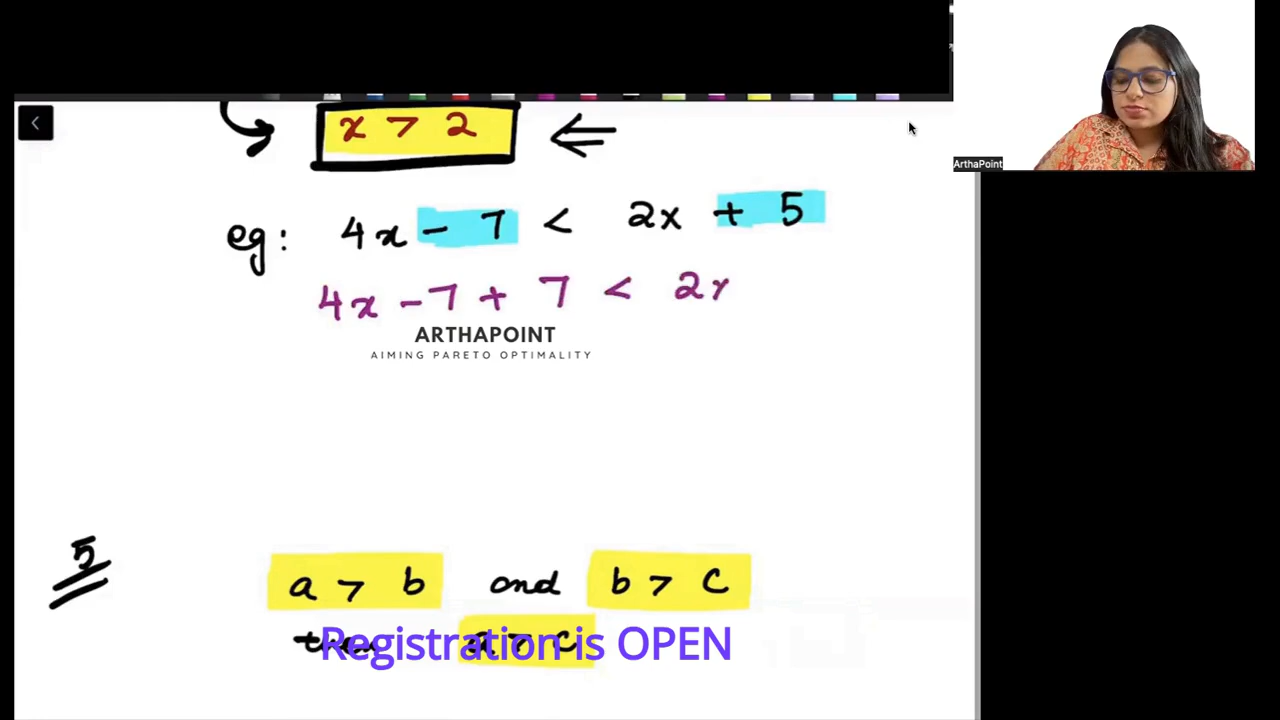 x > 2
ArthaPoint
eg: 4x - 7 < 2x + 5
4x - 7 + 7 < 2x
ARTHAPOINT
AIMING PARETO OPTIMALITY
5
a > b and b > c
then a > c
Registration is OPEN